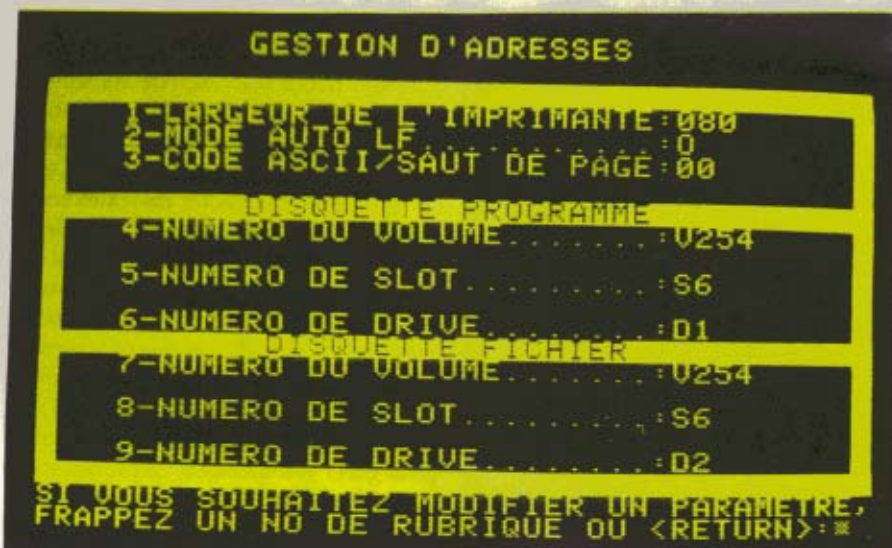 GESTION D'ADRESSES
1-LARGEUR DE L'IMPRIMANTE:080
2-MODE AUTO LF...........:O
3-CODE ASCII/SAUT DE PAGE:00
DISQUETTE PROGRAMME
4-NUMERO DU VOLUME.......:V254
5-NUMERO DE SLOT.........:S6
6-NUMERO DE DRIVE........:D1
DISQUETTE FICHIER
7-NUMERO DU VOLUME.......:V254
8-NUMERO DE SLOT.........:S6
9-NUMERO DE DRIVE........:D2
SI VOUS SOUHAITEZ MODIFIER UN PARAMETRE,
FRAPPEZ UN NO DE RUBRIQUE OU <RETURN>:※